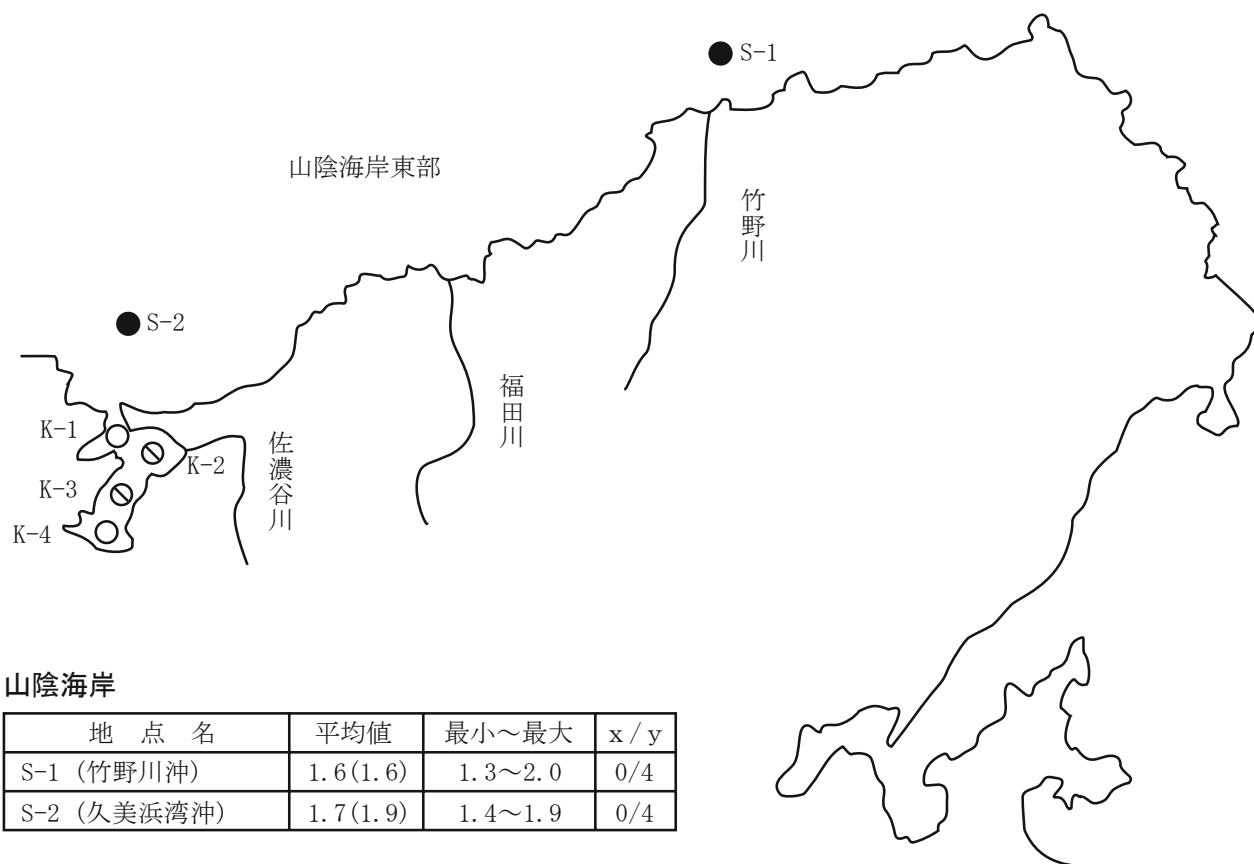 S-1
山陰海岸東部
竹野川
S-2
福田川
K-1
佐濃谷川
K-2
K-3
K-4
山陰海岸
地 点 名 平均値 最小～最大 x/y
S-1 (竹野川沖) 1.6(1.6) 1.3～2.0 0/4
S-2 (久美浜湾沖) 1.7(1.9) 1.4～1.9 0/4